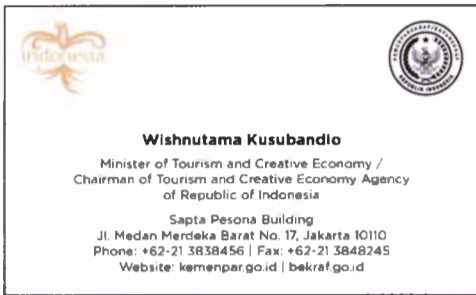 indonesia
Wishnutama Kusubandio
Minister of Tourism and Creative Economy /
Chairman of Tourism and Creative Economy Agency
of Republic of Indonesia
Sapta Pesona Building
Jl. Medan Merdeka Barat No. 17, Jakarta 10110
Phone: +62-21 3838456 | Fax: +62-21 3848245
Website: kemenpar.go.id | bekraf.go.id
REPUBLIK INDONESIA